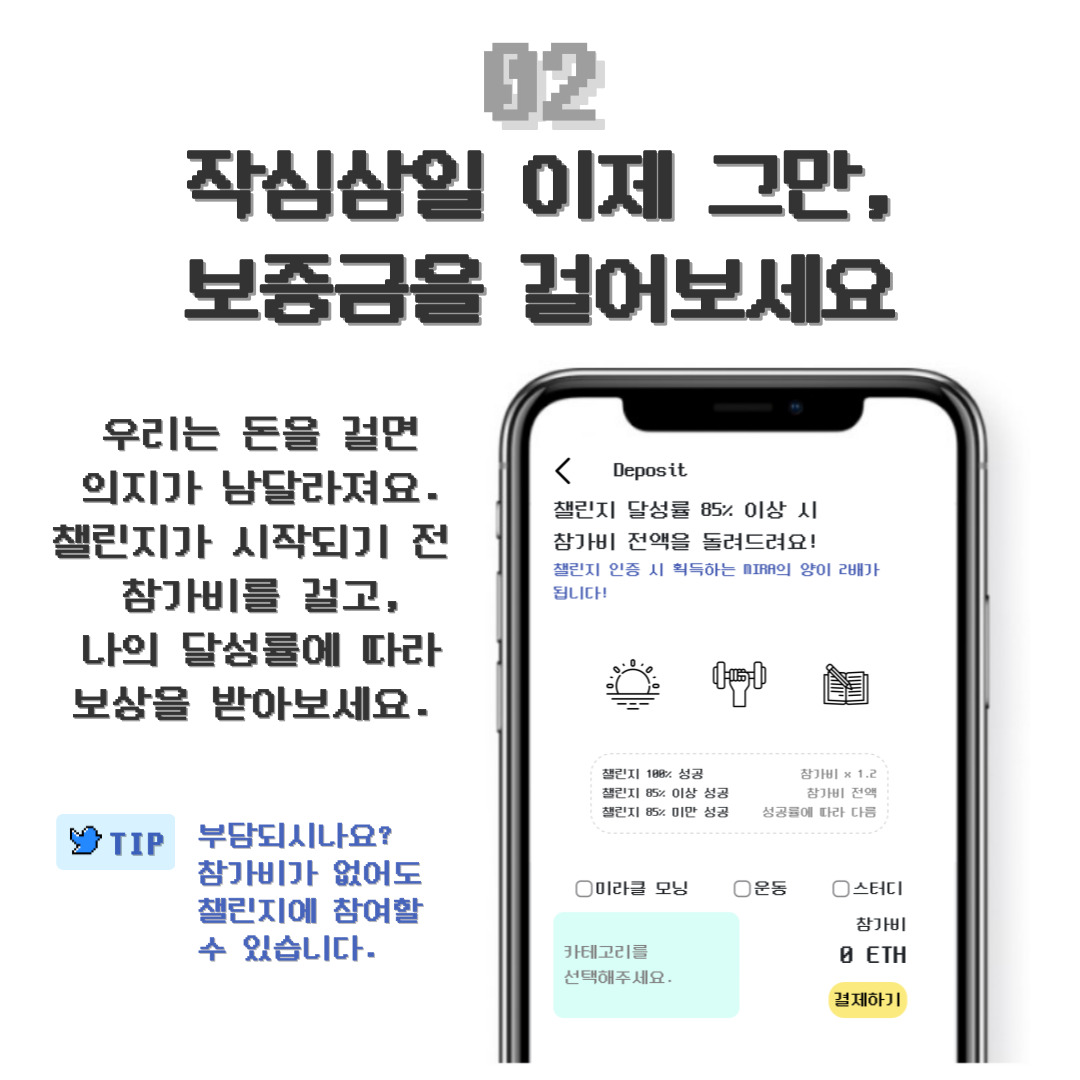 02
작심삼일 이제 그만,
보증금을 걸어보세요
우리는 돈을 걸면
의지가 남달라져요.
챌린지가 시작되기 전
참가비를 걸고,
나의 달성률에 따라
보상을 받아보세요.
TIP
부담되시나요?
참가비가 없어도
챌린지에 참여할
수 있습니다.
Deposit
챌린지 달성률 85% 이상 시
참가비 전액을 돌려드려요!
챌린지 인증 시 획득하는 MIRA의 양이 2배가
됩니다!
챌린지 100% 성공 참가비 x 1.2
챌린지 85% 이상 성공 참가비 전액
챌린지 85% 미만 성공 성공률에 따라 다름
미라클 모닝 운동 스터디
카테고리를
선택해주세요.
참가비
0 ETH
결제하기